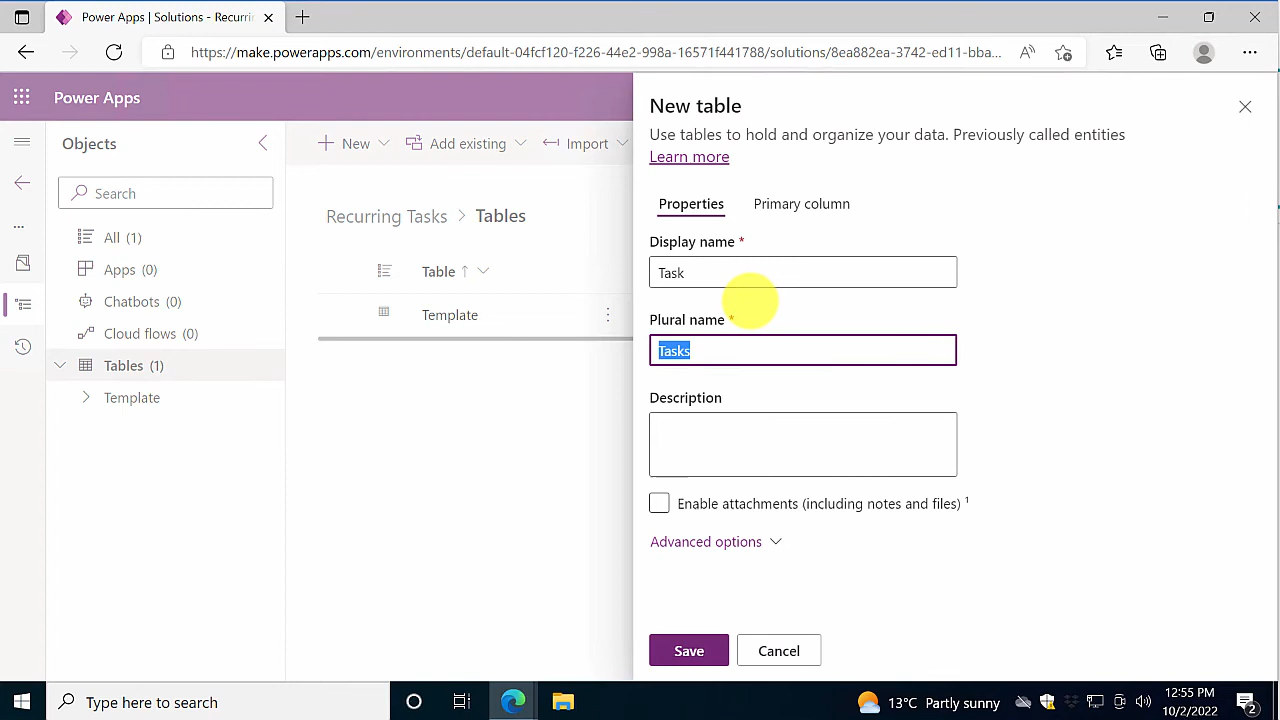 Power Apps | Solutions - Recurrin
https://make.powerapps.com/environments/default-04fcf120-f226-44e2-998a-16571f441788/solutions/8ea882ea-3742-ed11-bba...
Power Apps
Objects
Search
All (1)
Apps (0)
Chatbots (0)
Cloud flows (0)
Tables (1)
Template
New
Add existing
Import
Recurring Tasks > Tables
Table ↑
Template
New table
Use tables to hold and organize your data. Previously called entities
Learn more
Properties
Primary column
Display name *
Task
Plural name *
Tasks
Description
Enable attachments (including notes and files) ¹
Advanced options
Save
Cancel
Type here to search
13°C Partly sunny
12:55 PM
10/2/2022
2